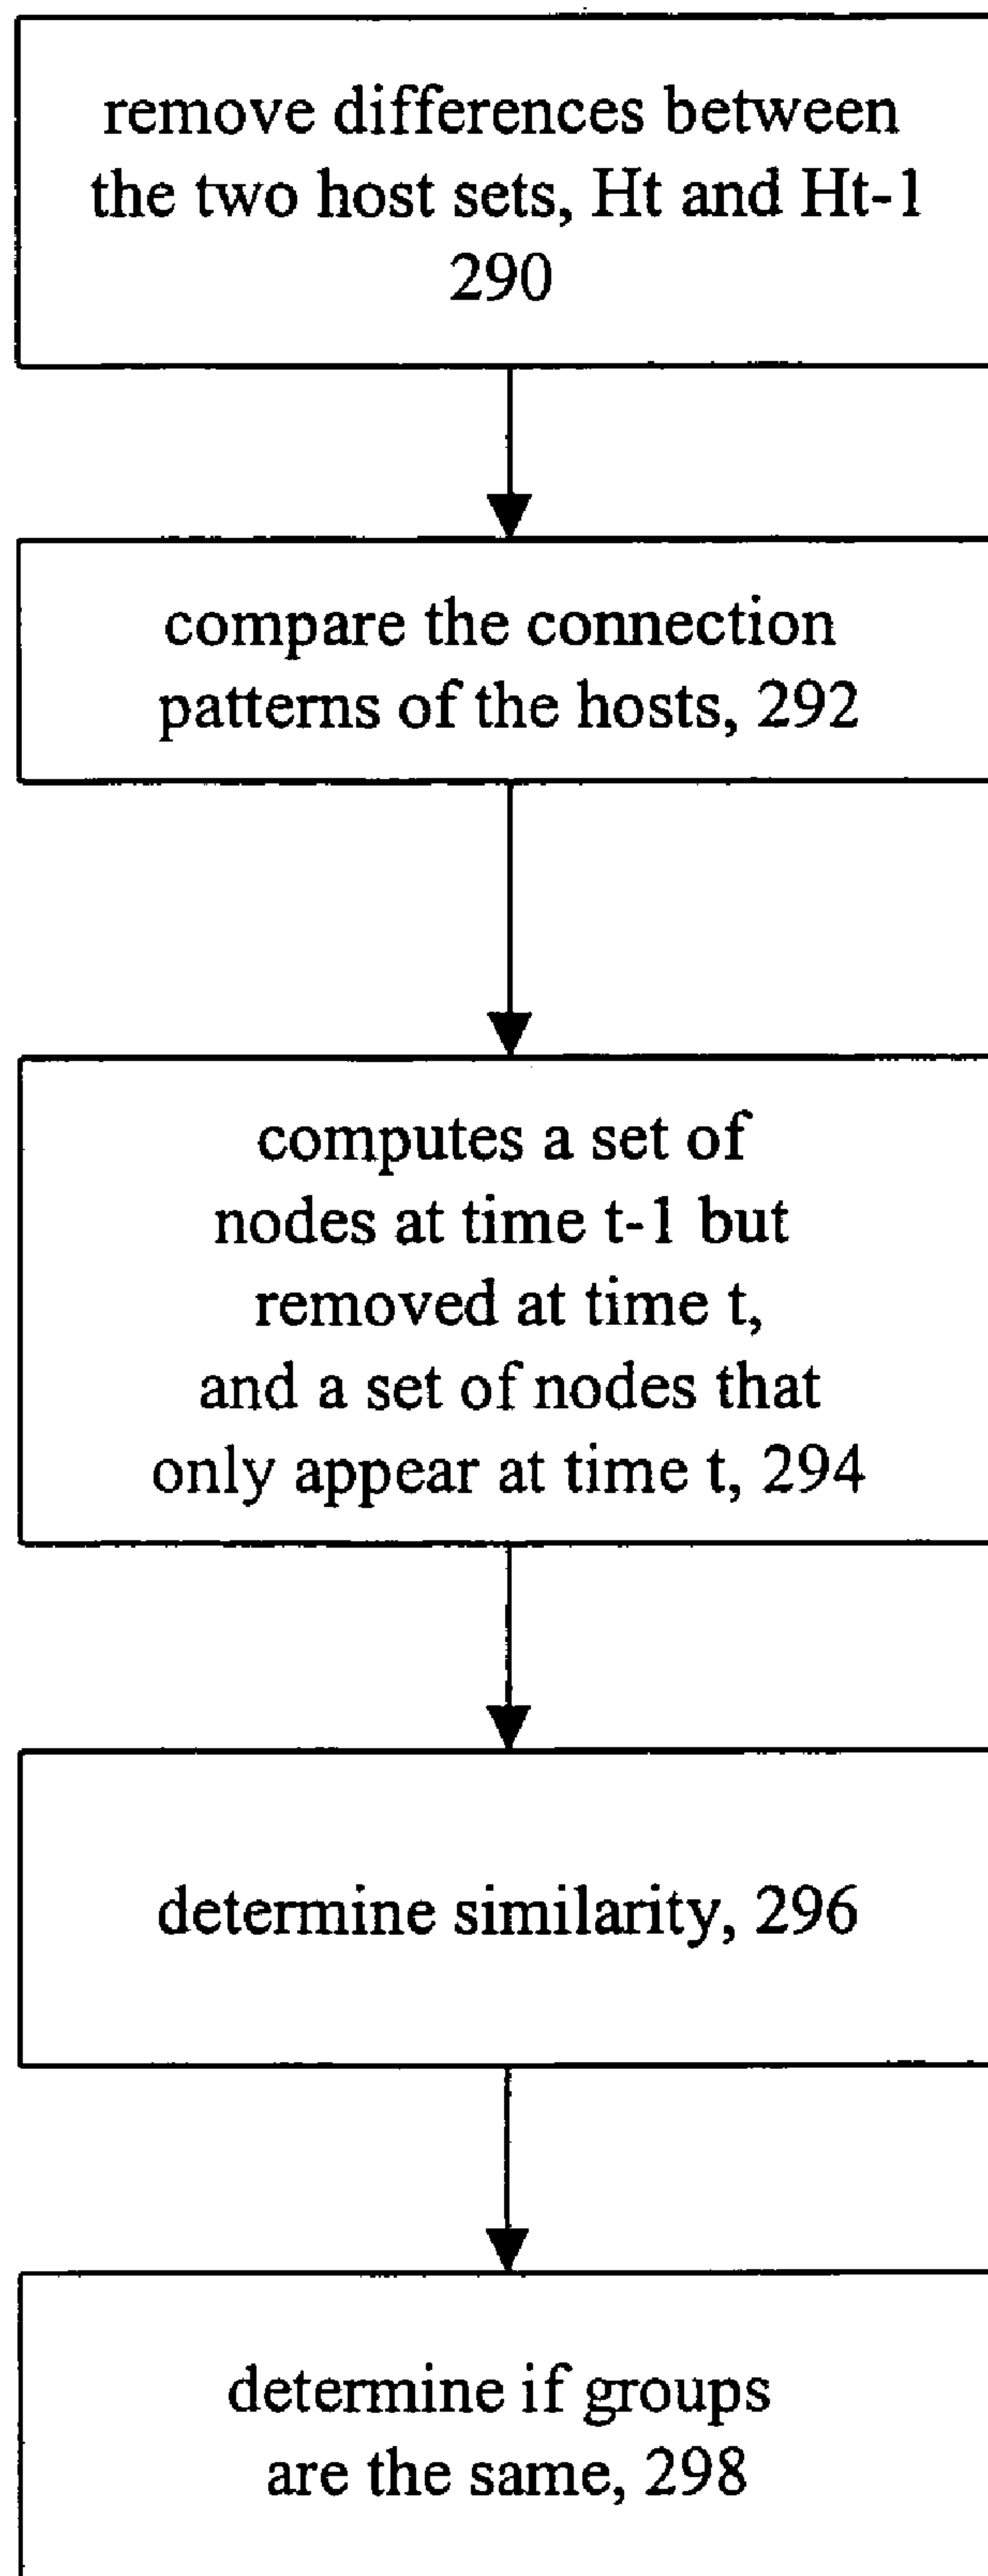 remove differences between
the two host sets, Ht and Ht-1
290
compare the connection
patterns of the hosts, 292
computes a set of
nodes at time t-1 but
removed at time t,
and a set of nodes that
only appear at time t, 294
determine similarity, 296
determine if groups
are the same, 298